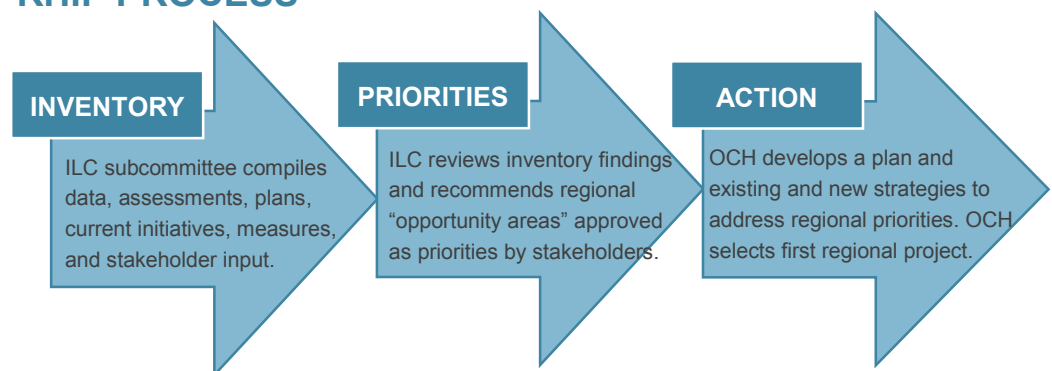 PROCESS
INVENTORY
ILC subcommittee compiles
data, assessments, plans,
current initiatives, measures,
and stakeholder input.
PRIORITIES
ILC reviews inventory findings
and recommends regional
“opportunity areas” approved
as priorities by stakeholders.
ACTION
OCH develops a plan and
existing and new strategies to
address regional priorities. OCH
selects first regional project.